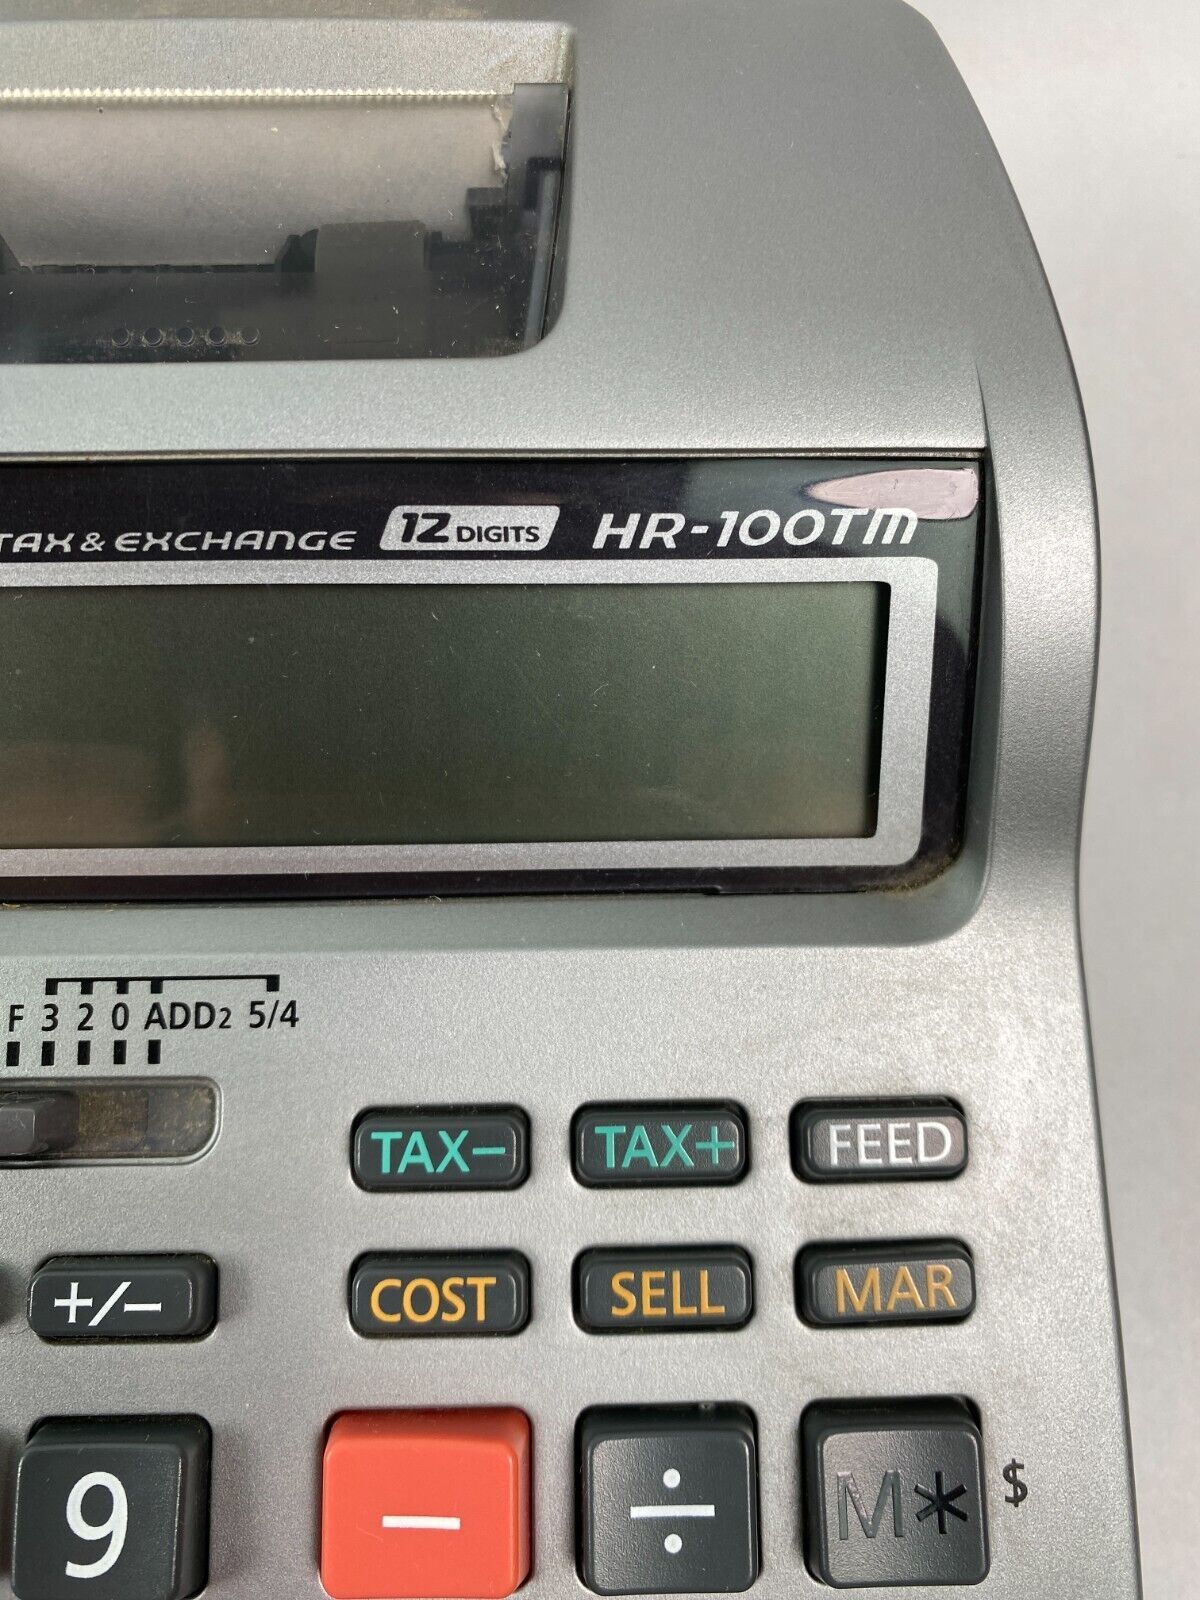 TAX & EXCHANGE 12 DIGITS HR-100TM
F 3 2 0 ADD2 5/4
TAX- TAX+ FEED
+/- COST SELL MAR
9 - ÷ M* $